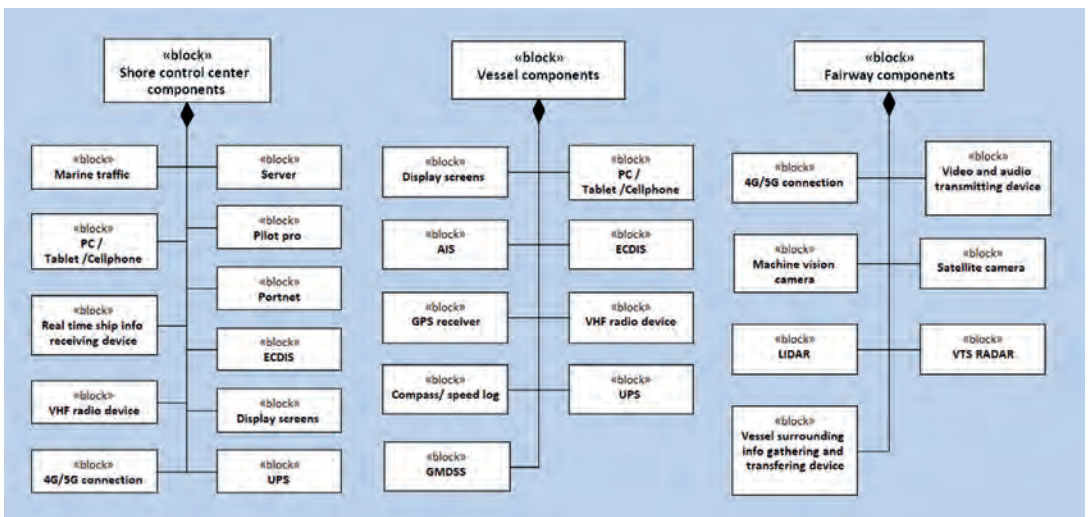 «block»
Shore control center
components
«block»
Marine traffic
«block»
Server
«block»
PC /
Tablet /Cellphone
«block»
Pilot pro
«block»
Real time ship info
receiving device
«block»
Portnet
«block»
ECDIS
«block»
VHF radio device
«block»
Display screens
«block»
4G/5G connection
«block»
UPS
«block»
Vessel components
«block»
Display screens
«block»
PC /
Tablet /Cellphone
«block»
AIS
«block»
ECDIS
«block»
GPS receiver
«block»
VHF radio device
«block»
Compass/ speed log
«block»
UPS
«block»
GMDSS
«block»
Fairway components
«block»
4G/5G connection
«block»
Video and audio
transmitting device
«block»
Machine vision
camera
«block»
Satellite camera
«block»
LIDAR
«block»
VTS RADAR
«block»
Vessel surrounding
info gathering and
transfering device